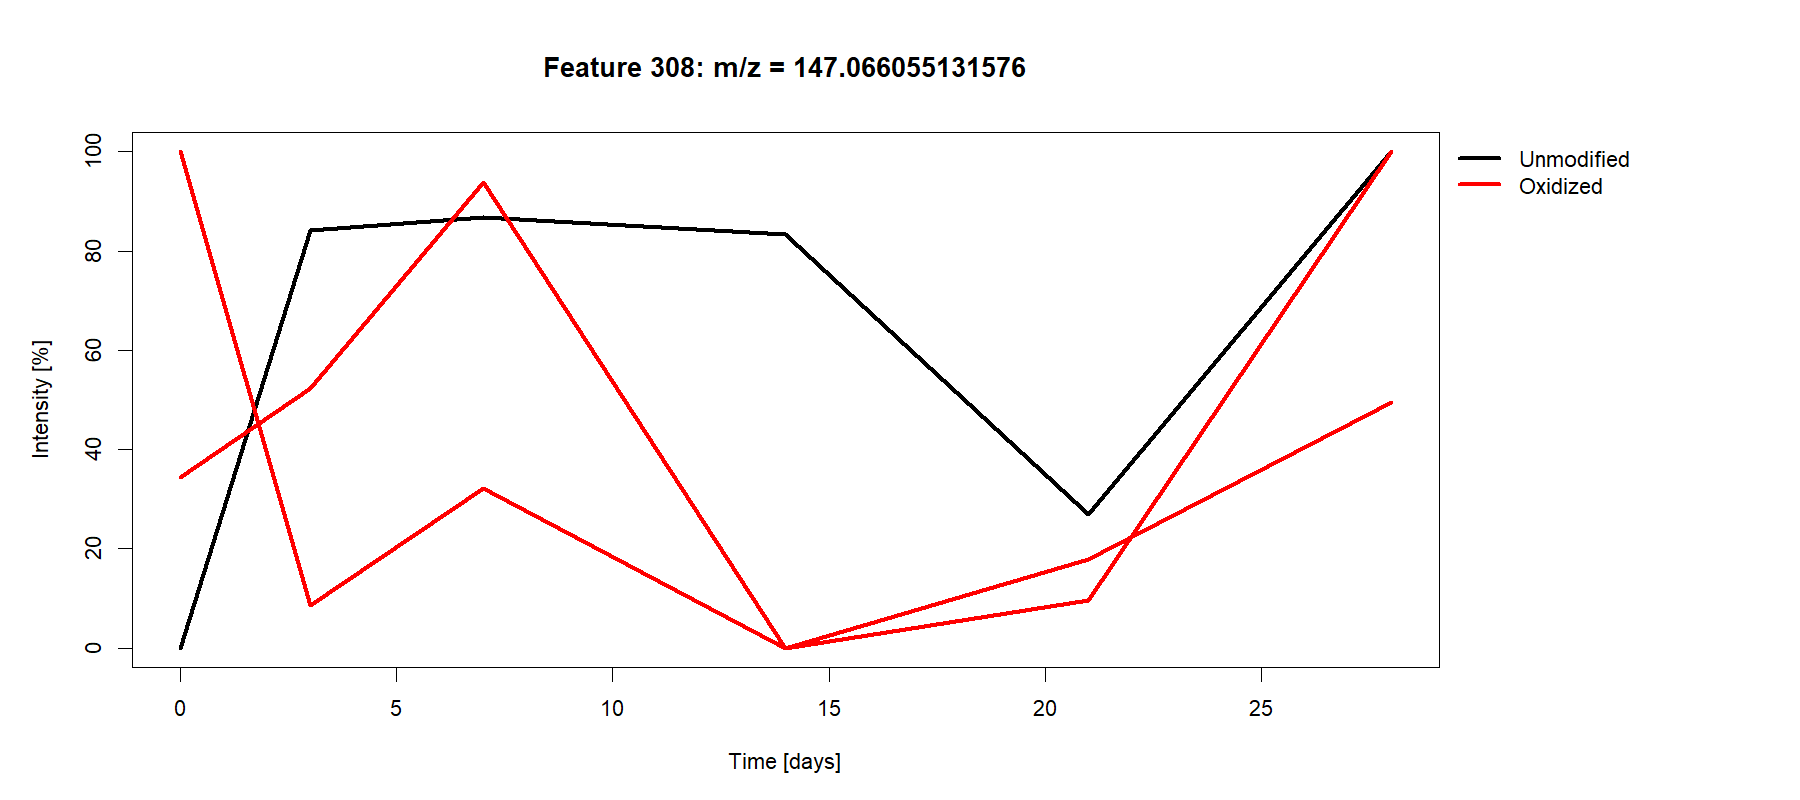 Feature 308: m/z = 147.066055131576
Unmodified
Oxidized
Intensity [%]
100
80
60
40
20
0
0 5 10 15 20 25
Time [days]